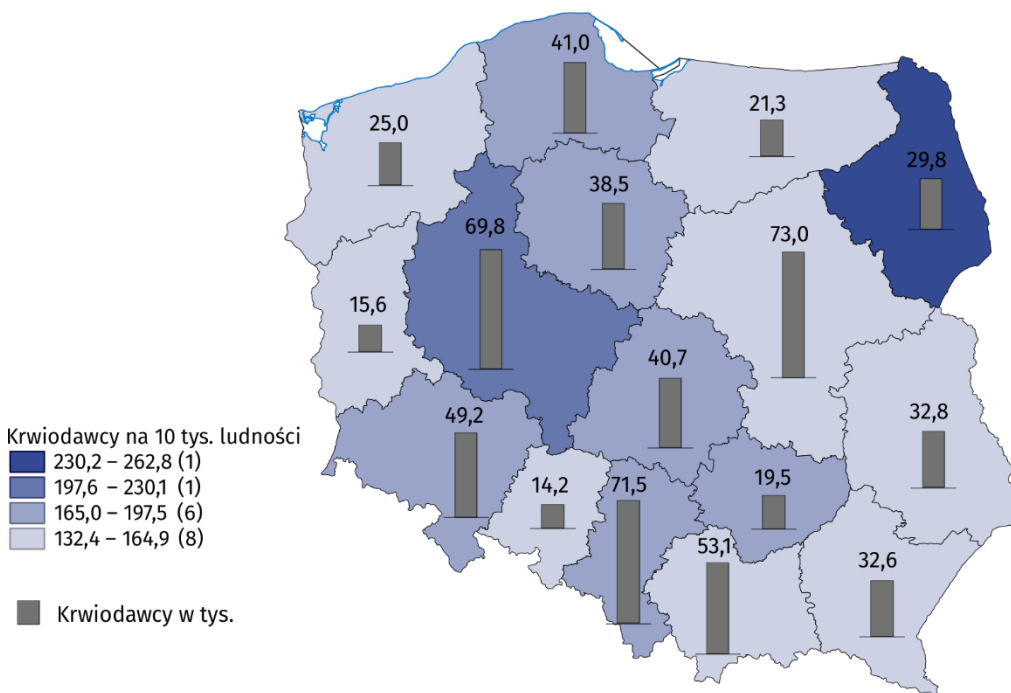 41,0
21,3
25,0
29,8
38,5
69,8
73,0
15,6
40,7
49,2
32,8
14,2
71,5
19,5
53,1
32,6
Krwiodawcy na 10 tys. ludności
230,2 – 262,8 (1)
197,6 – 230,1 (1)
165,0 – 197,5 (6)
132,4 – 164,9 (8)
Krwiodawcy w tys.